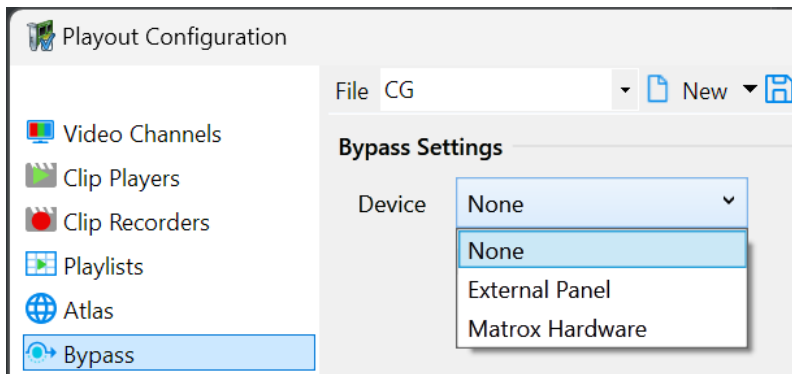 Playout Configuration
File CG New
Video Channels
Clip Players
Clip Recorders
Playlists
Atlas
Bypass
Bypass Settings
Device None
None
External Panel
Matrox Hardware